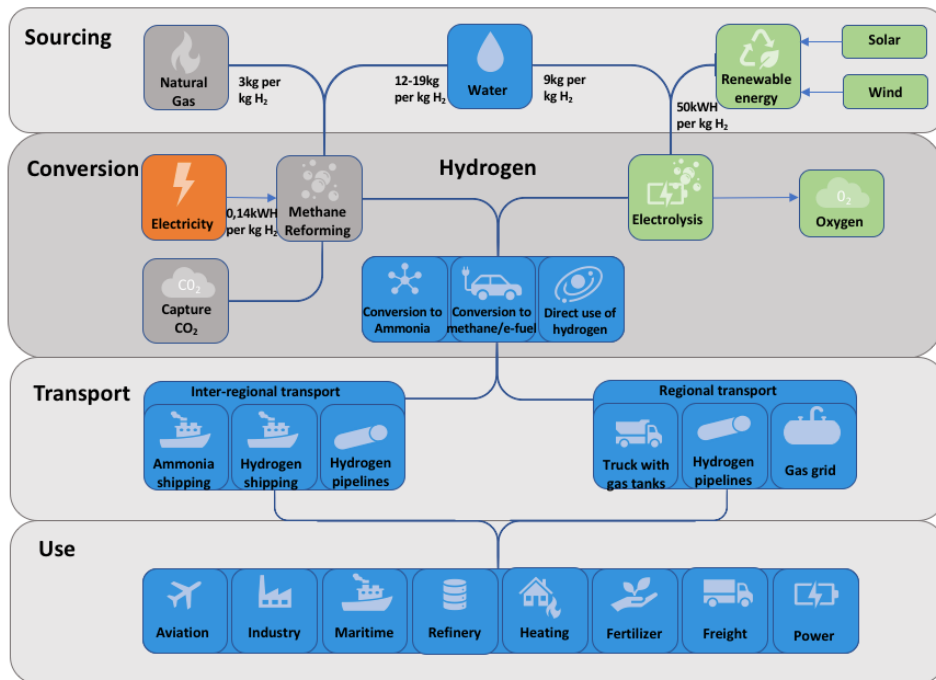 Sourcing
Natural
Gas
3kg per
kg H₂
12-19kg
per kg H₂
Water
9kg per
kg H₂
50kWH
per kg H₂
Renewable
energy
Solar
Wind
Conversion
Hydrogen
Electricity
0,14kWH
per kg H₂
Methane
Reforming
Electrolysis
0₂
Oxygen
C0₂
Capture
CO₂
Conversion to
Ammonia
Conversion to
methane/e-fuel
Direct use of
hydrogen
Transport
Inter-regional transport
Ammonia
shipping
Hydrogen
shipping
Hydrogen
pipelines
Regional transport
Truck with
gas tanks
Hydrogen
pipelines
Gas grid
Use
Aviation
Industry
Maritime
Refinery
Heating
Fertilizer
Freight
Power